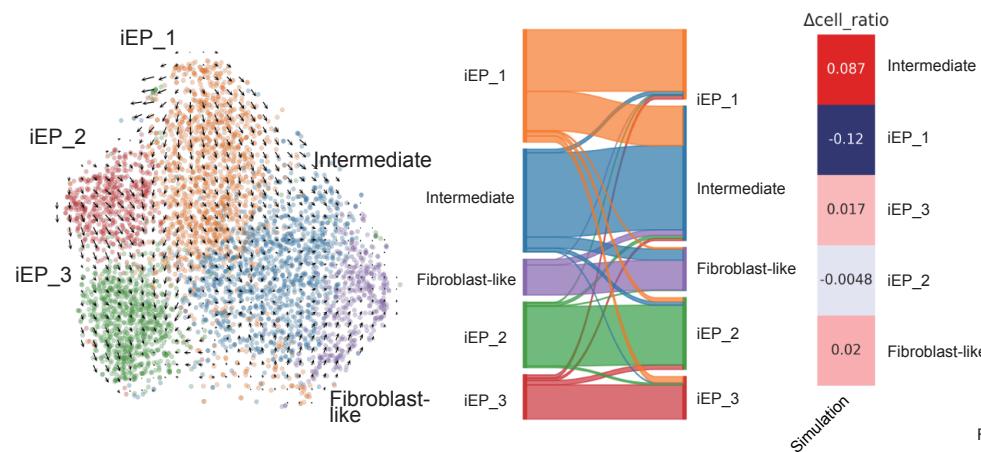 iEP_1
iEP_2
Intermediate
iEP_3
Fibroblast-
like
iEP_1
Intermediate
Fibroblast-like
iEP_2
iEP_3
iEP_1
Intermediate
Fibroblast-like
iEP_2
iEP_3
Δcell_ratio
0.087
Intermediate
-0.12
iEP_1
0.017
iEP_3
-0.0048
iEP_2
0.02
Fibroblast-like
Simulation